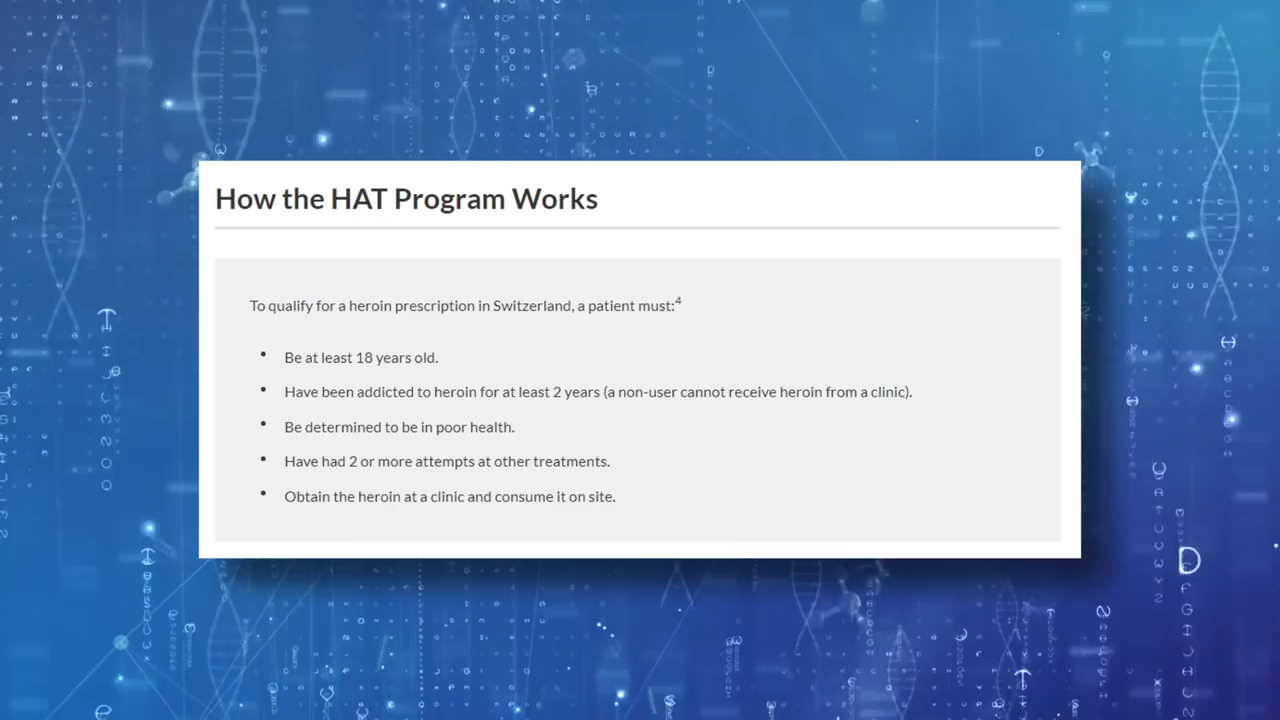 How the HAT Program Works
To qualify for a heroin prescription in Switzerland, a patient must:4
• Be at least 18 years old.
• Have been addicted to heroin for at least 2 years (a non-user cannot receive heroin from a clinic).
• Be determined to be in poor health.
• Have had 2 or more attempts at other treatments.
• Obtain the heroin at a clinic and consume it on site.